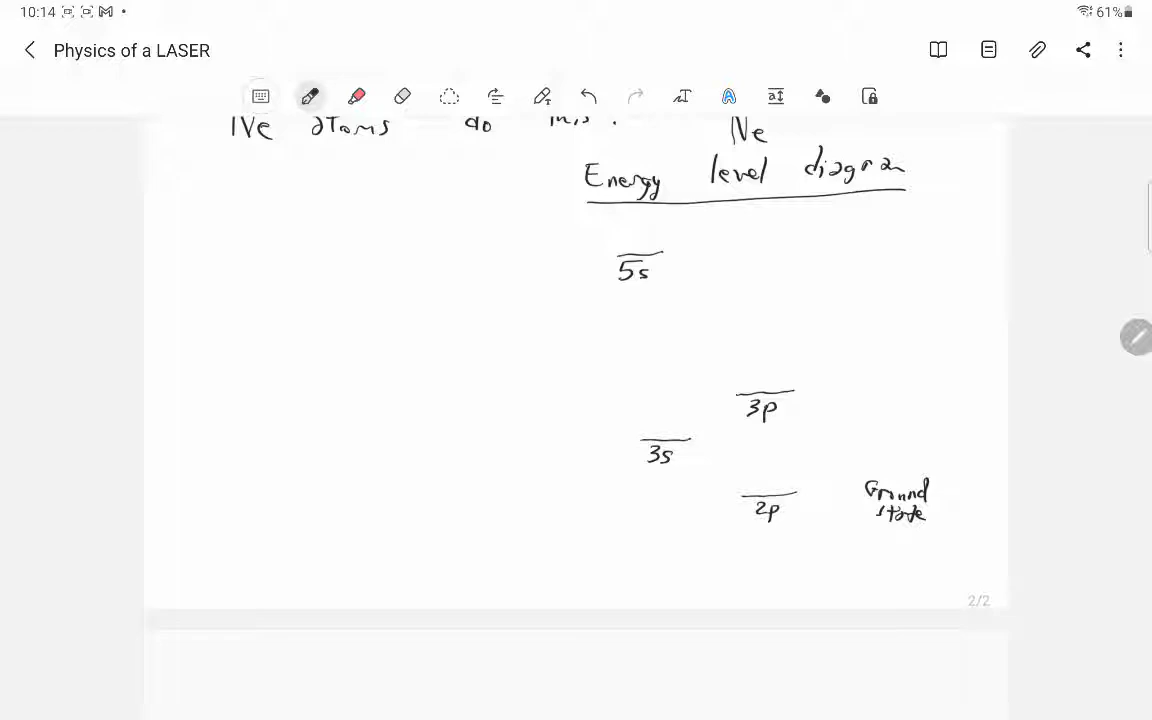 10:14
61%
Physics of a LASER
Ne atoms do this.
Ne
Energy level diagram
5s
3p
3s
2p
Ground
state
2/2